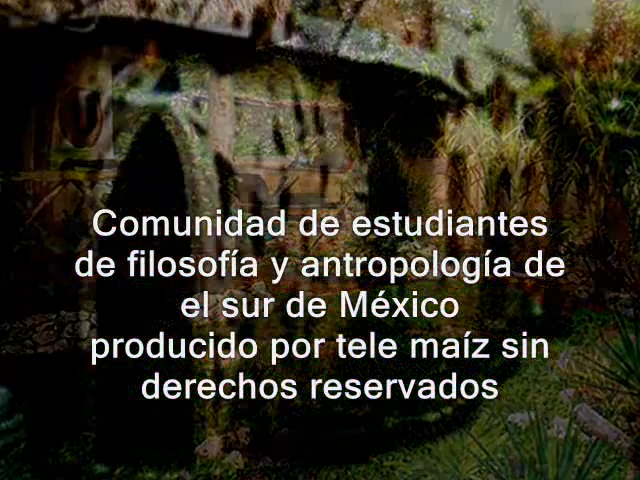 Comunidad de estudiantes
de filosofía y antropología de
el sur de México
producido por tele maíz sin
derechos reservados